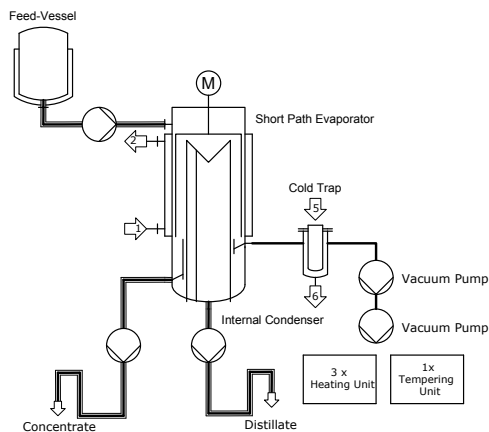 Feed-Vessel
M
Short Path Evaporator
2
Cold Trap
5
1
6
Vacuum Pump
Internal Condenser
Vacuum Pump
3 x
Heating Unit
1x
Tempering
Unit
Concentrate
Distillate